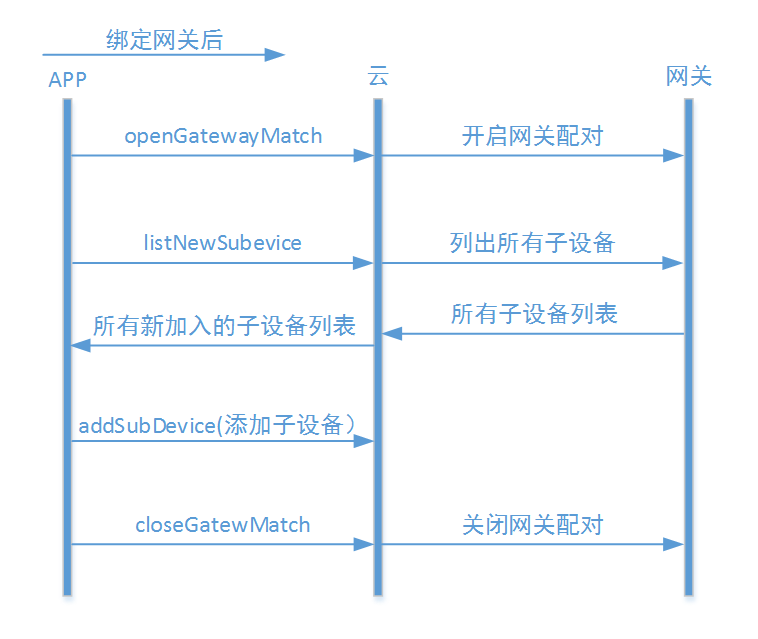 绑定网关后
APP
云
网关
openGatewayMatch
开启网关配对
listNewSubevice
列出所有子设备
所有新加入的子设备列表
所有子设备列表
addSubDevice(添加子设备）
closeGatewMatch
关闭网关配对